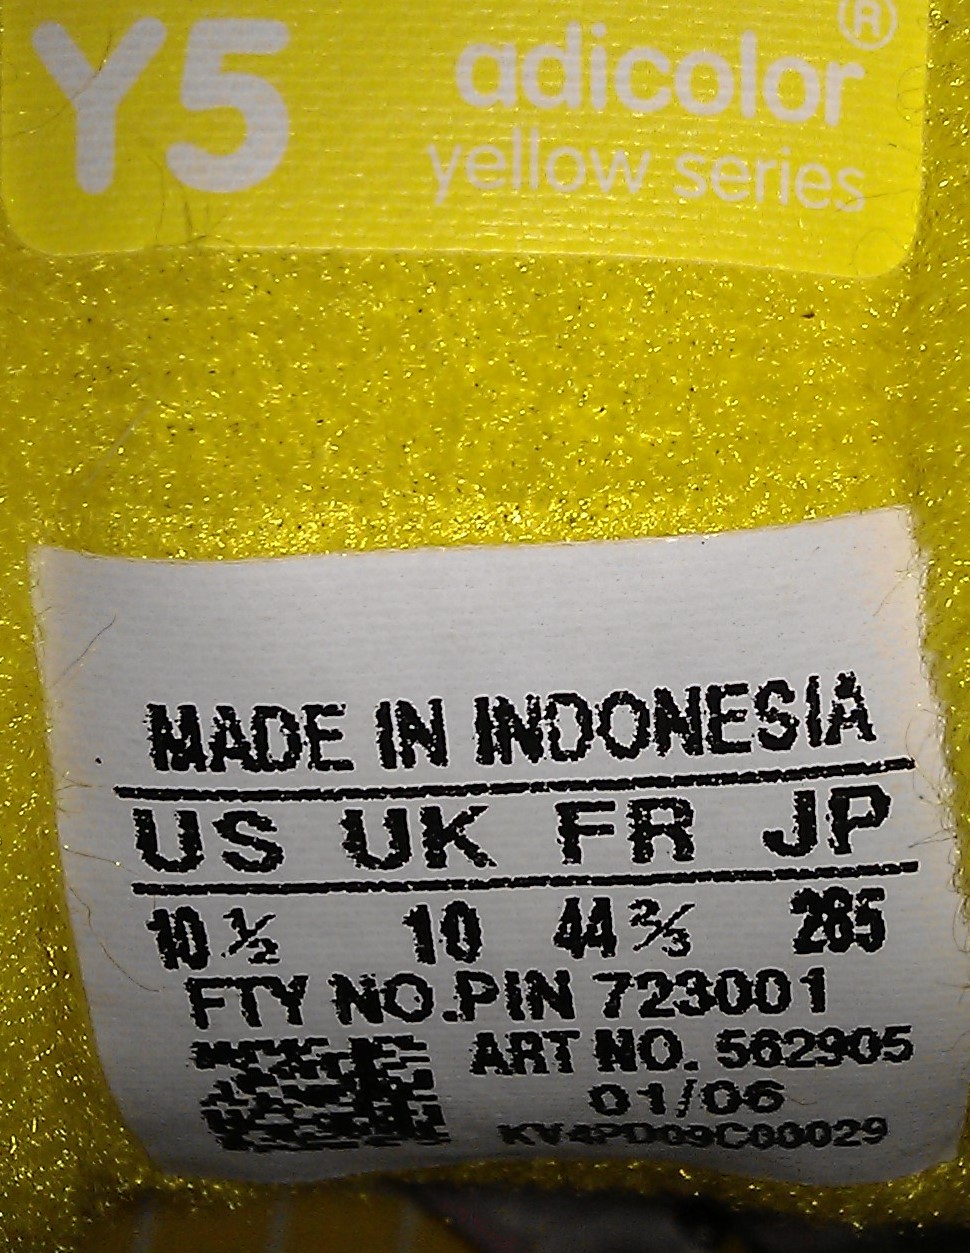 Y5 adicolor®
yellow series
MADE IN INDONESIA
US UK FR JP
10 ½ 10 44 ⅔ 285
FTY NO.PIN 723001
ART NO. 562905
01/06
KV4PD09C00029